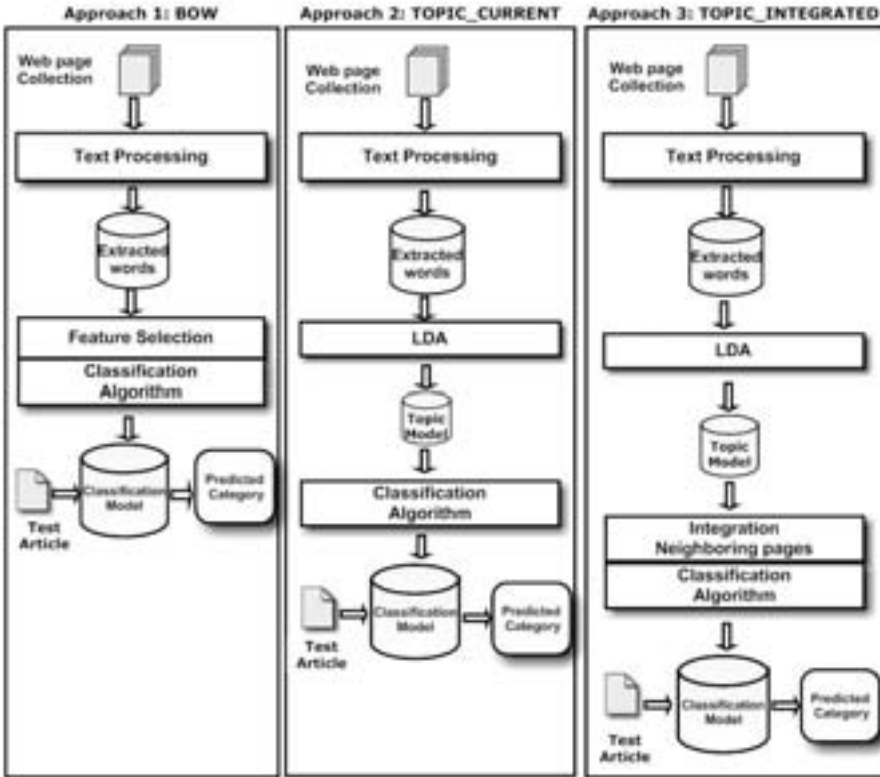 Approach 1: BOW
Web page
Collection
Text Processing
Extracted
words
Feature Selection
Classification
Algorithm
Classification
Model
Predicted
Category
Test
Article
Approach 2: TOPIC_CURRENT
Web page
Collection
Text Processing
Extracted
words
LDA
Topic
Model
Classification
Algorithm
Classification
Model
Predicted
Category
Test
Article
Approach 3: TOPIC_INTEGRATED
Web page
Collection
Text Processing
Extracted
words
LDA
Topic
Model
Integration
Neighboring pages
Classification
Algorithm
Classification
Model
Predicted
Category
Test
Article